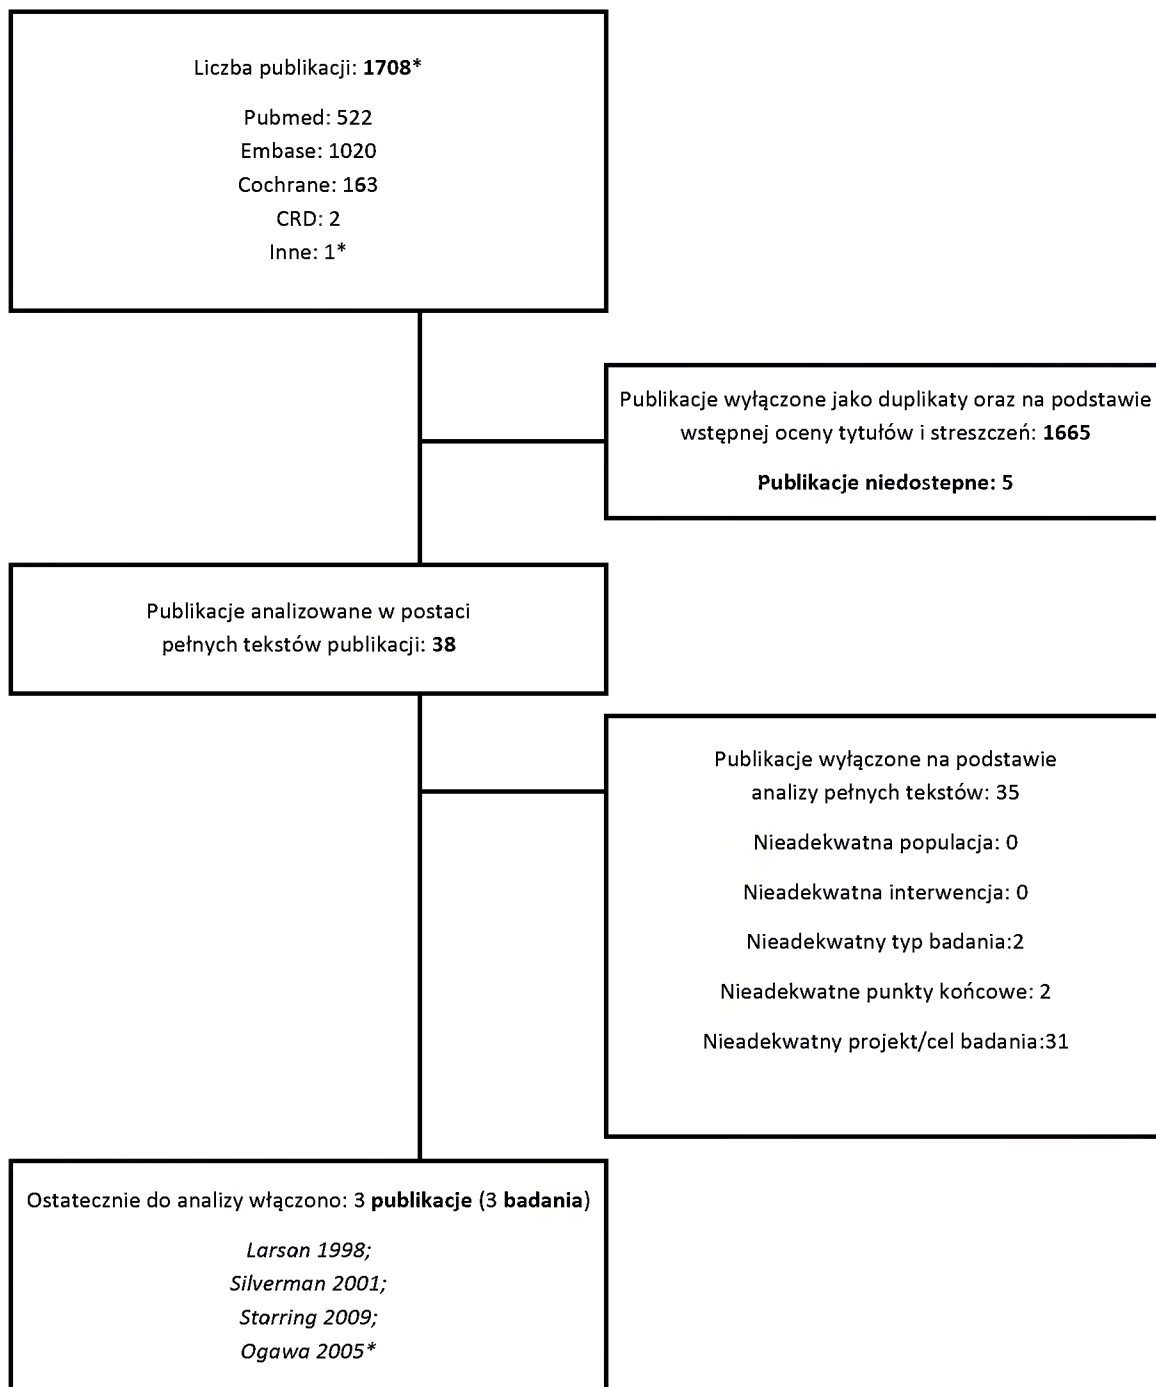 Liczba publikacji: 1708*
Pubmed: 522
Embase: 1020
Cochrane: 163
CRD: 2
Inne: 1*
Publikacje wyłączone jako duplikaty oraz na podstawie
wstępnej oceny tytułów i streszczeń: 1665
Publikacje niedostepne: 5
Publikacje analizowane w postaci
pełnych tekstów publikacji: 38
Publikacje wyłączone na podstawie
analizy pełnych tekstów: 35
Nieadekwatna populacja: 0
Nieadekwatna interwencja: 0
Nieadekwatny typ badania:2
Nieadekwatne punkty końcowe: 2
Nieadekwatny projekt/cel badania:31
Ostatecznie do analizy włączono: 3 publikacje (3 badania)
Larson 1998;
Silverman 2001;
Starring 2009;
Ogawa 2005*